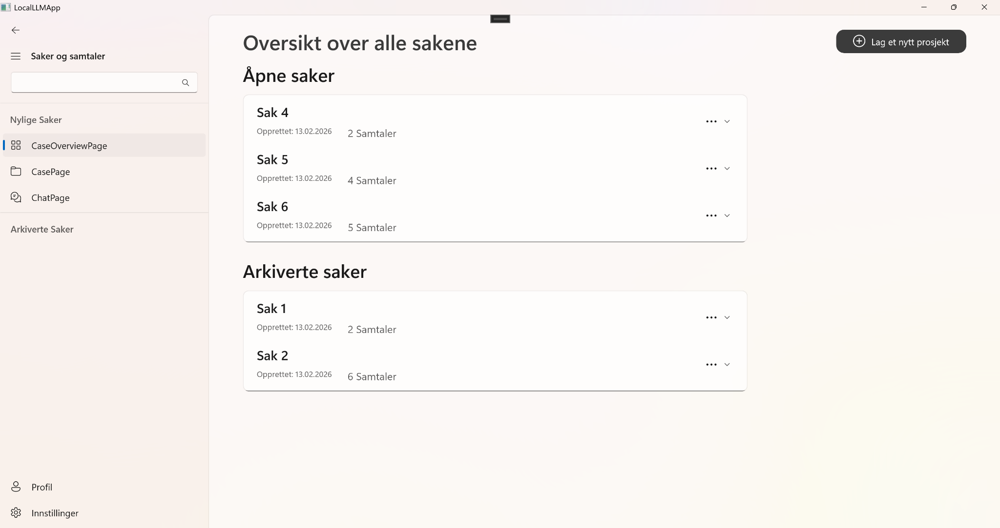 LocalLLMApp
Saker og samtaler
Nylige Saker
CaseOverviewPage
CasePage
ChatPage
Arkiverte Saker
Profil
Innstillinger
Oversikt over alle sakene
Lag et nytt prosjekt
Åpne saker
Sak 4
Opprettet: 13.02.2026 2 Samtaler
Sak 5
Opprettet: 13.02.2026 4 Samtaler
Sak 6
Opprettet: 13.02.2026 5 Samtaler
Arkiverte saker
Sak 1
Opprettet: 13.02.2026 2 Samtaler
Sak 2
Opprettet: 13.02.2026 6 Samtaler